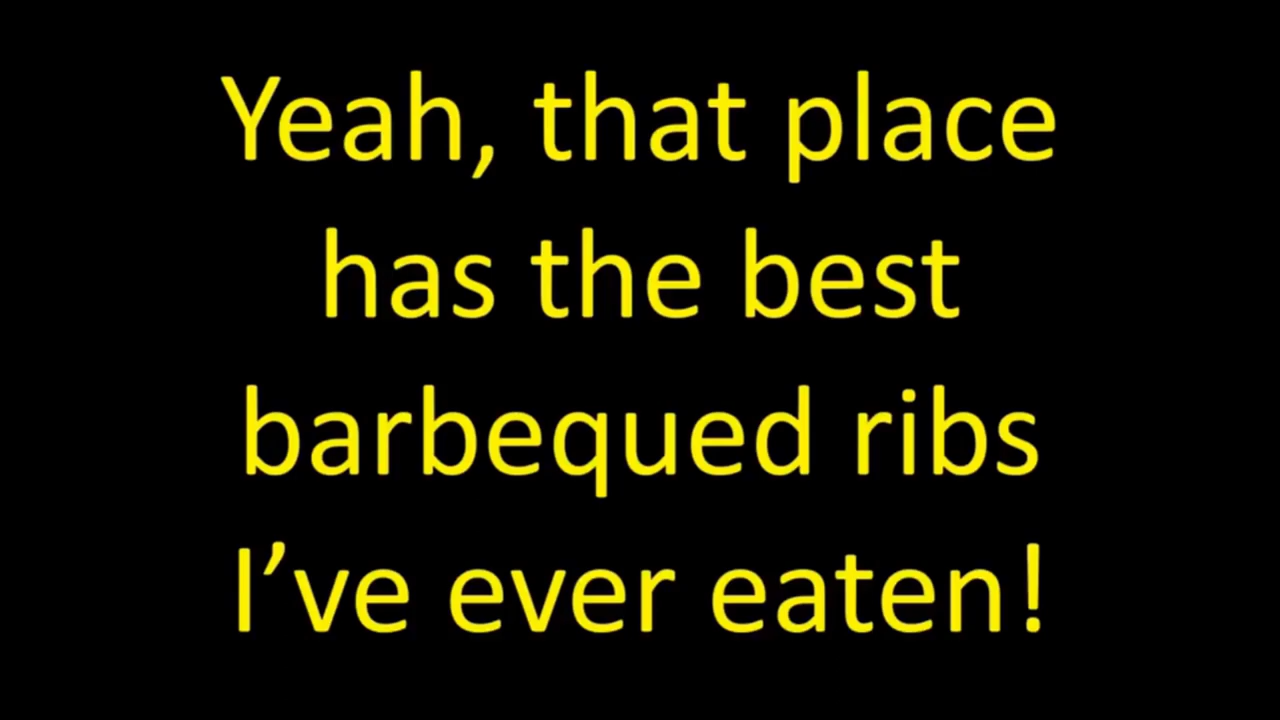 Yeah, that place
has the best
barbequed ribs
I’ve ever eaten!